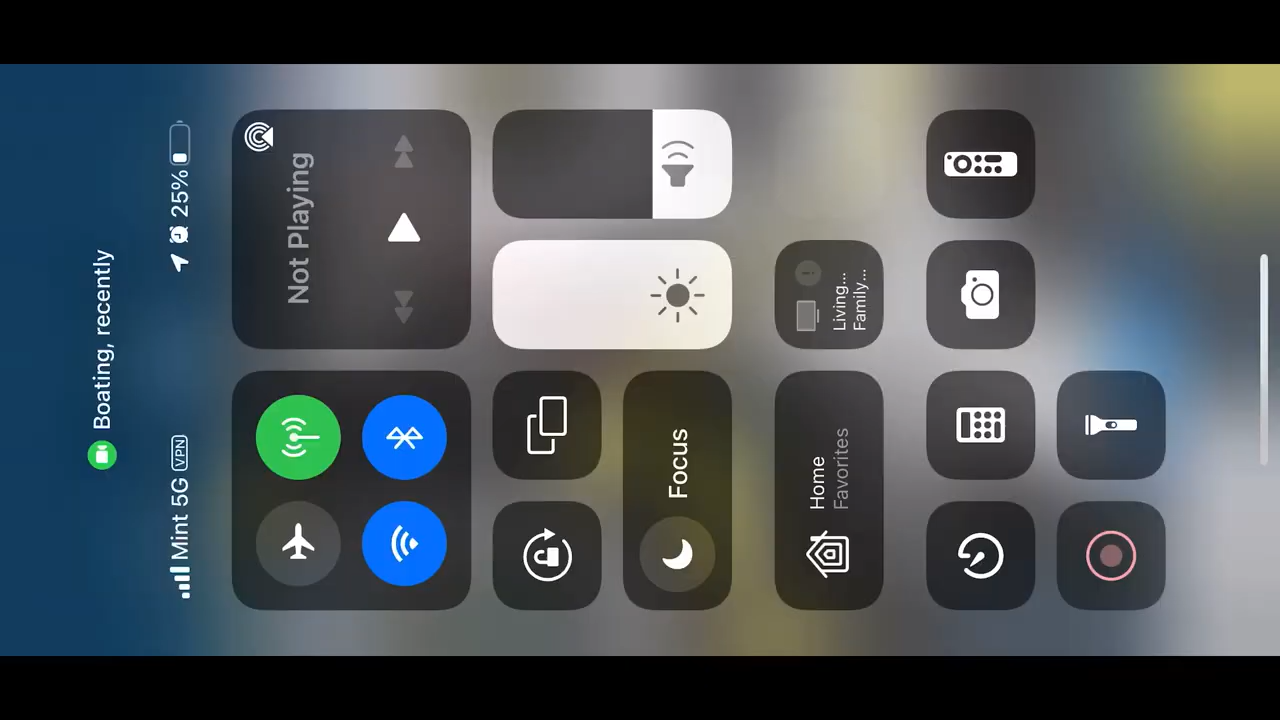 Boating, recently
Mint 5G VPN
25%
Not Playing
Focus
Home
Favorites
Living...
Family...